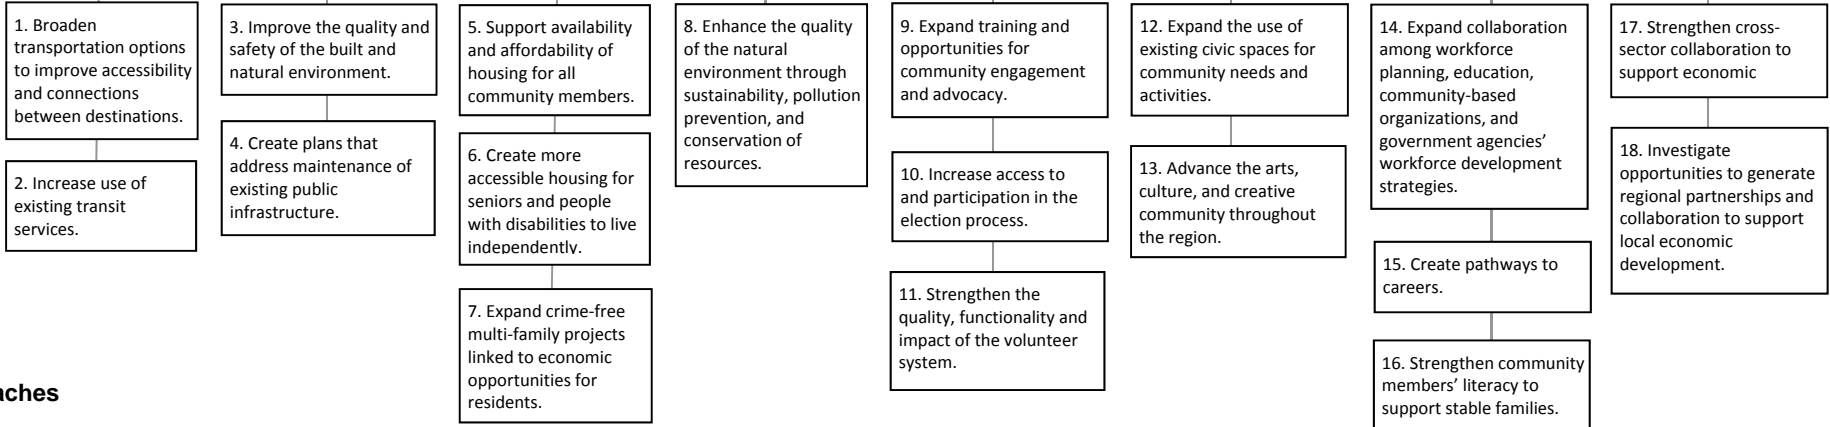 1. Broaden
transportation options
to improve accessibility
and connections
between destinations.
2. Increase use of
existing transit
services.
3. Improve the quality and
safety of the built and
natural environment.
4. Create plans that
address maintenance of
existing public
infrastructure.
5. Support availability
and affordability of
housing for all
community members.
6. Create more
accessible housing for
seniors and people
with disabilities to live
independently.
7. Expand crime-free
multi-family projects
linked to economic
opportunities for
residents.
8. Enhance the quality
of the natural
environment through
sustainability, pollution
prevention, and
conservation of
resources.
9. Expand training and
opportunities for
community engagement
and advocacy.
10. Increase access to
and participation in the
election process.
11. Strengthen the
quality, functionality and
impact of the volunteer
system.
12. Expand the use of
existing civic spaces for
community needs and
activities.
13. Advance the arts,
culture, and creative
community throughout
the region.
14. Expand collaboration
among workforce
planning, education,
community-based
organizations, and
government agencies’
workforce development
strategies.
15. Create pathways to
careers.
16. Strengthen community
members’ literacy to
support stable families.
17. Strengthen cross-
sector collaboration to
support economic
18. Investigate
opportunities to generate
regional partnerships and
collaboration to support
local economic
development.
aches